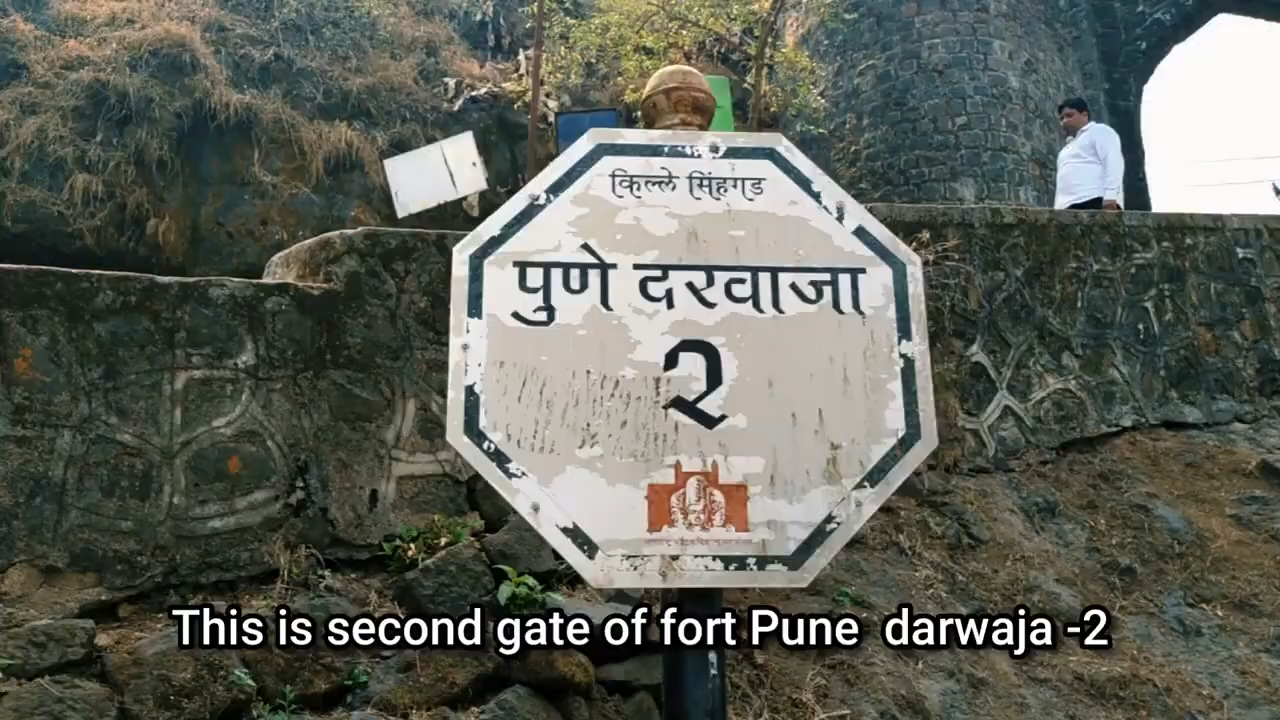 किल्ले सिंहगड
पुणे दरवाजा
२
This is second gate of fort Pune darwaja -2